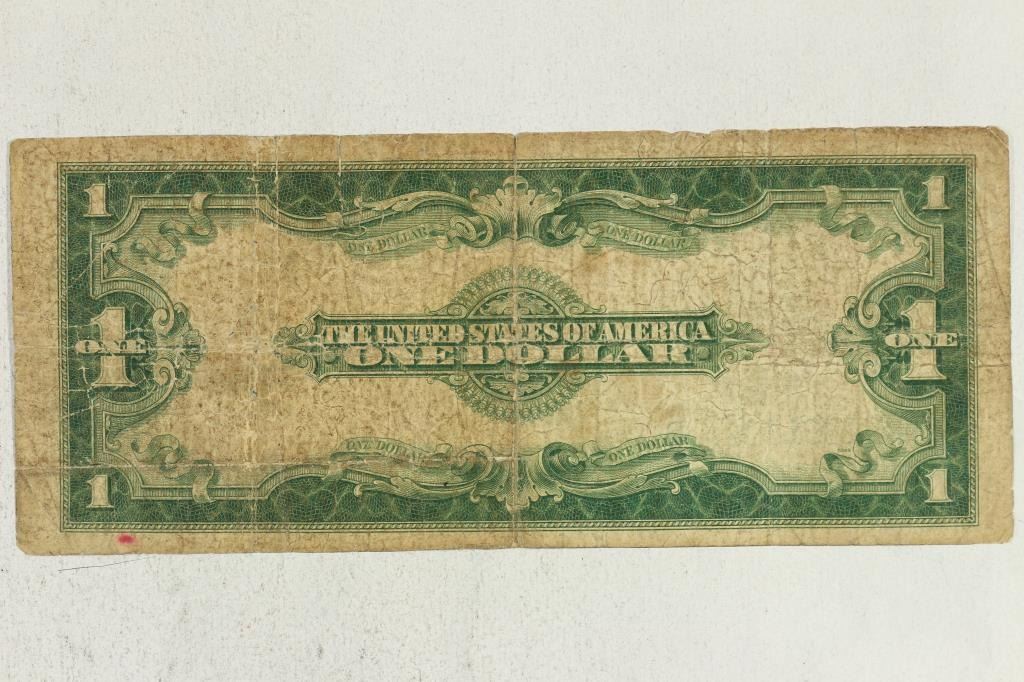 1 1
ONE DOLLAR ONE DOLLAR
THE UNITED STATES OF AMERICA
1 ONE ONE DOLLAR 1 ONE
ONE DOLLAR ONE DOLLAR
1 1